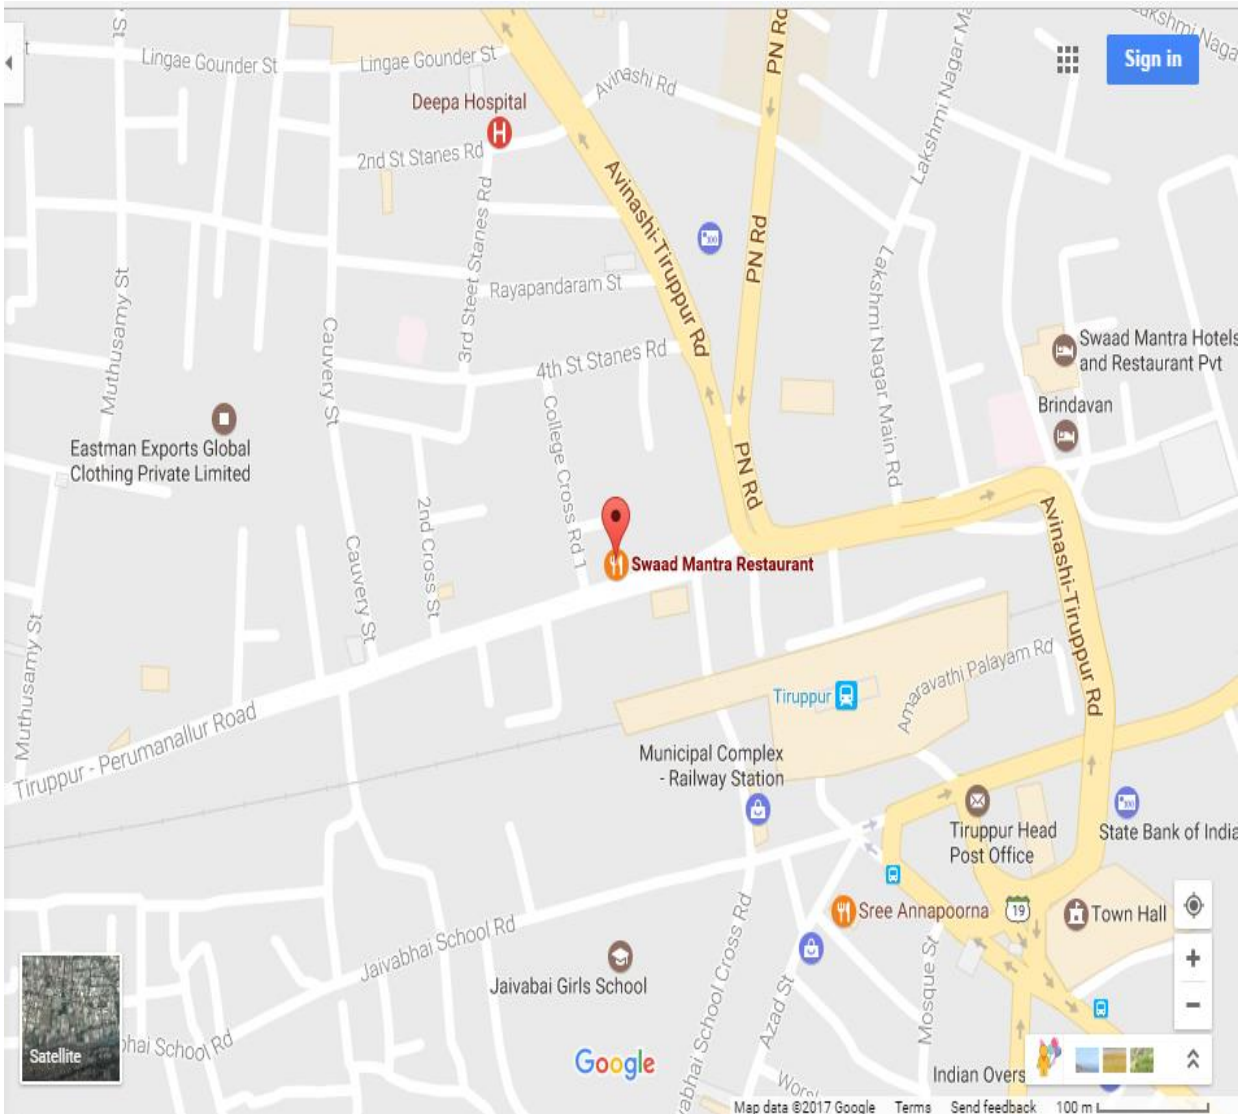 Lakshmi Naga
Lingae Gounder St
Lingae Gounder St
PN Rd
Lakshmi Nagar Ma
Sign in
Avinashi Rd
Deepa Hospital
2nd St Stanes Rd
Avinashi-Tiruppur Rd
3rd Steet Stanes Rd
PN Rd
Rayapandaram St
Muthusamy St
Cauvery St
Lakshmi Nagar Main Rd
4th St Stanes Rd
Swaad Mantra Hotels
and Restaurant Pvt
Brindavan
College Cross Rd 1
Eastman Exports Global
Clothing Private Limited
PN Rd
2nd Cross St
Cauvery St
Avinashi-Tiruppur Rd
Swaad Mantra Restaurant
Muthusamy St
Amaravathi Palayam Rd
Tiruppur
Tiruppur - Perumanallur Road
Municipal Complex
- Railway Station
Tiruppur Head
Post Office
State Bank of India
Sree Annapoorna
19
Town Hall
Jaivabhai School Rd
Jaivabai Girls School
Jaivabhai School Cross Rd
Azad St
Mosque St
Satellite
bhai School Rd
Google
Indian Overs
Map data ©2017 Google
Terms
Send feedback
100 m